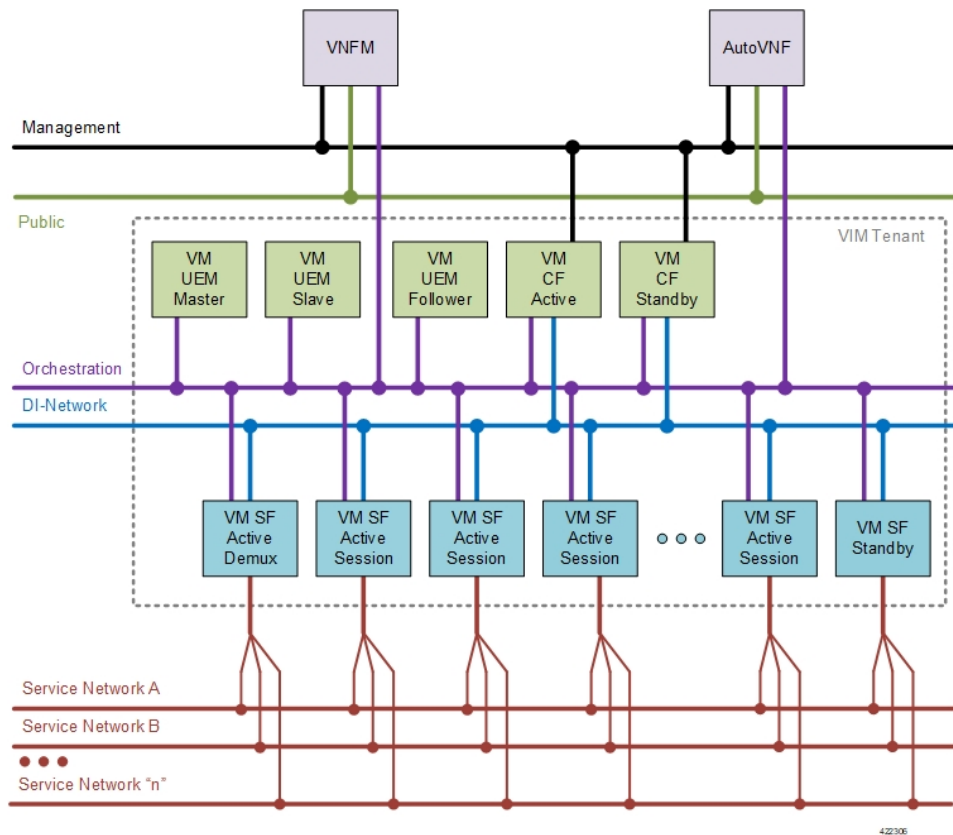 VNFM
AutoVNF
Management
Public
VIM Tenant
VM
UEM
Master
VM
UEM
Slave
VM
UEM
Follower
VM
CF
Active
VM
CF
Standby
Orchestration
DI-Network
VM SF
Active
Demux
VM SF
Active
Session
VM SF
Active
Session
VM SF
Active
Session
VM SF
Active
Session
VM SF
Standby
Service Network A
Service Network B
Service Network “n”
422306